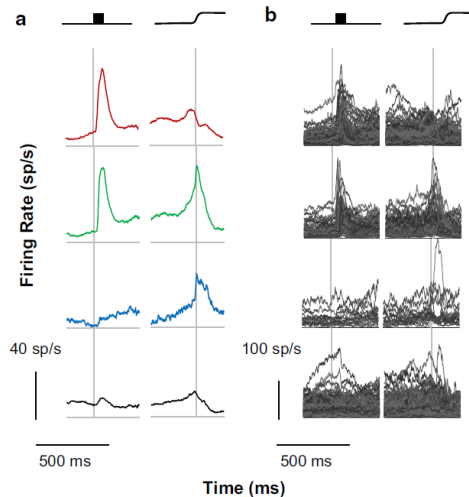 a
b
Firing Rate (sp/s)
40 sp/s
100 sp/s
500 ms
500 ms
Time (ms)